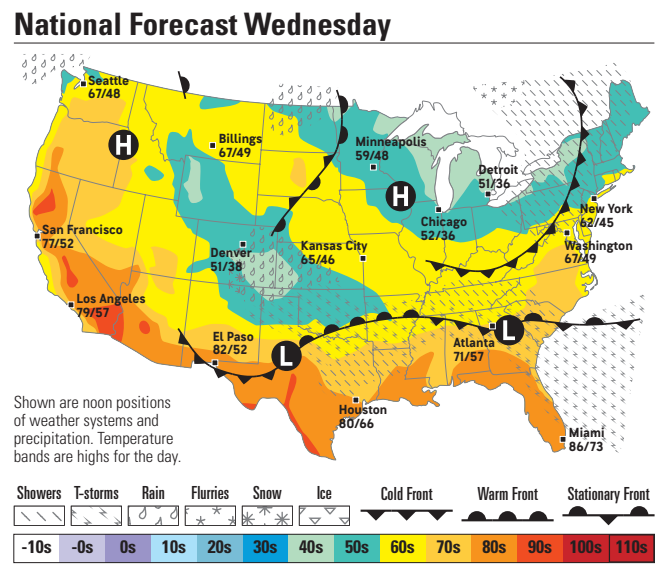 National Forecast Wednesday
Seattle
67/48
H
Billings
67/49
Minneapolis
59/48
Detroit
51/36
H
New York
62/45
Chicago
52/36
San Francisco
77/52
Denver
51/38
Kansas City
65/46
Washington
67/49
Los Angeles
79/57
El Paso
82/52
L
Atlanta
71/57
L
Houston
80/66
Miami
86/73
Shown are noon positions
of weather systems and
precipitation. Temperature
bands are highs for the day.
Showers T-storms Rain Flurries Snow Ice Cold Front Warm Front Stationary Front
-10s -0s 0s 10s 20s 30s 40s 50s 60s 70s 80s 90s 100s 110s